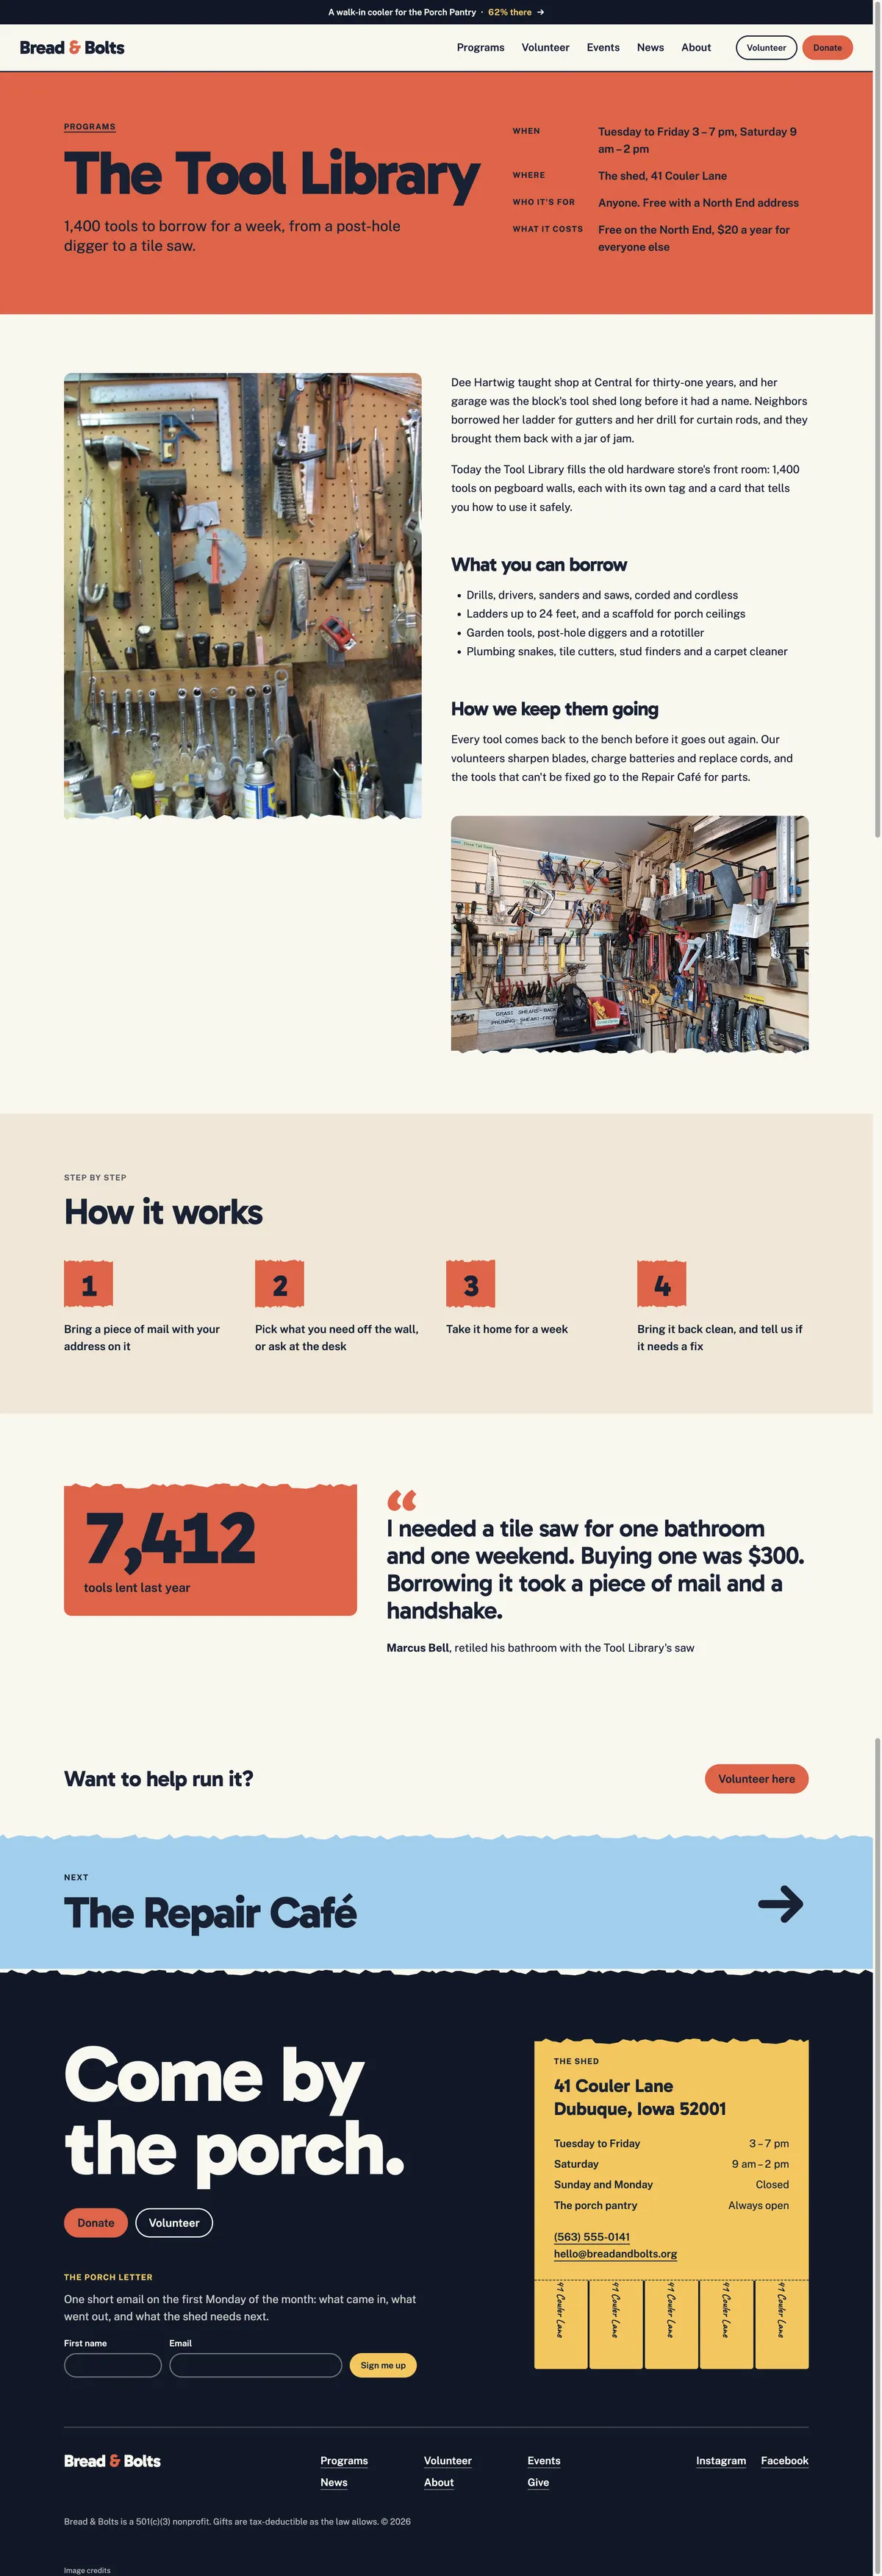 A walk-in cooler for the Porch Pantry · 62% there →
Bread & Bolts
Programs
Volunteer
Events
News
About
Volunteer
Donate
PROGRAMS
The Tool Library
1,400 tools to borrow for a week, from a post-hole
digger to a tile saw.
WHEN
Tuesday to Friday 3 – 7 pm, Saturday 9
am – 2 pm
WHERE
The shed, 41 Couler Lane
WHO IT'S FOR
Anyone. Free with a North End address
WHAT IT COSTS
Free on the North End, $20 a year for
everyone else
Dee Hartwig taught shop at Central for thirty-one years, and her
garage was the block's tool shed long before it had a name. Neighbors
borrowed her ladder for gutters and her drill for curtain rods, and they
brought them back with a jar of jam.
Today the Tool Library fills the old hardware store's front room: 1,400
tools on pegboard walls, each with its own tag and a card that tells
you how to use it safely.
What you can borrow
• Drills, drivers, sanders and saws, corded and cordless
• Ladders up to 24 feet, and a scaffold for porch ceilings
• Garden tools, post-hole diggers and a rototiller
• Plumbing snakes, tile cutters, stud finders and a carpet cleaner
How we keep them going
Every tool comes back to the bench before it goes out again. Our
volunteers sharpen blades, charge batteries and replace cords, and
the tools that can't be fixed go to the Repair Café for parts.
GRASS SHEARS
STEP BY STEP
How it works
1
Bring a piece of mail with your
address on it
2
Pick what you need off the wall,
or ask at the desk
3
Take it home for a week
4
Bring it back clean, and tell us if
it needs a fix
7,412
tools lent last year
“
I needed a tile saw for one bathroom
and one weekend. Buying one was $300.
Borrowing it took a piece of mail and a
handshake.
Marcus Bell, retiled his bathroom with the Tool Library's saw
Want to help run it?
Volunteer here
NEXT
The Repair Café
→
Come by
the porch.
Donate
Volunteer
THE PORCH LETTER
One short email on the first Monday of the month: what came in, what
went out, and what the shed needs next.
First name
Email
Sign me up
THE SHED
41 Couler Lane
Dubuque, Iowa 52001
Tuesday to Friday 3 – 7 pm
Saturday 9 am – 2 pm
Sunday and Monday Closed
The porch pantry Always open
(563) 555-0141
hello@breadandbolts.org
41 Couler Lane
41 Couler Lane
41 Couler Lane
41 Couler Lane
41 Couler Lane
Bread & Bolts
Programs
Volunteer
Events
News
About
Give
Instagram
Facebook
Bread & Bolts is a 501(c)(3) nonprofit. Gifts are tax-deductible as the law allows. © 2026
Image credits